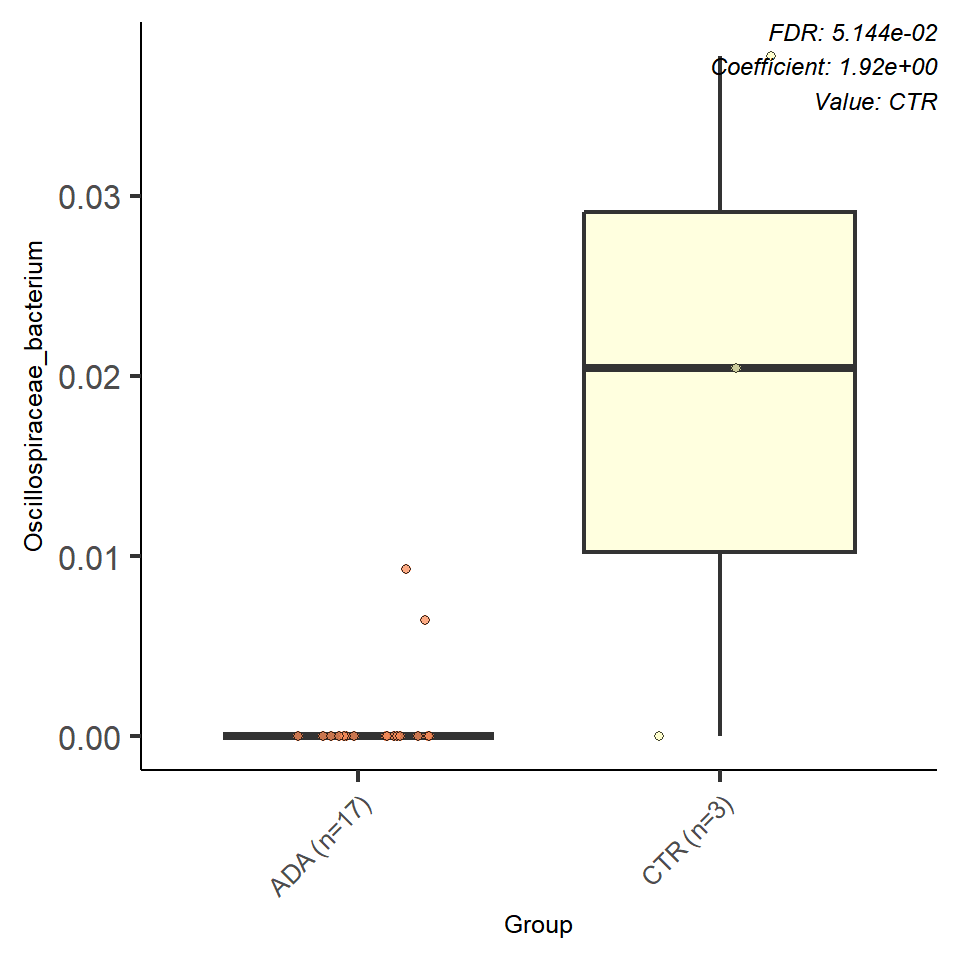 FDR: 5.144e-02
Coefficient: 1.92e+00
Value: CTR
Oscillospiraceae_bacterium
0.03
0.02
0.01
0.00
ADA (n=17)
CTR (n=3)
Group